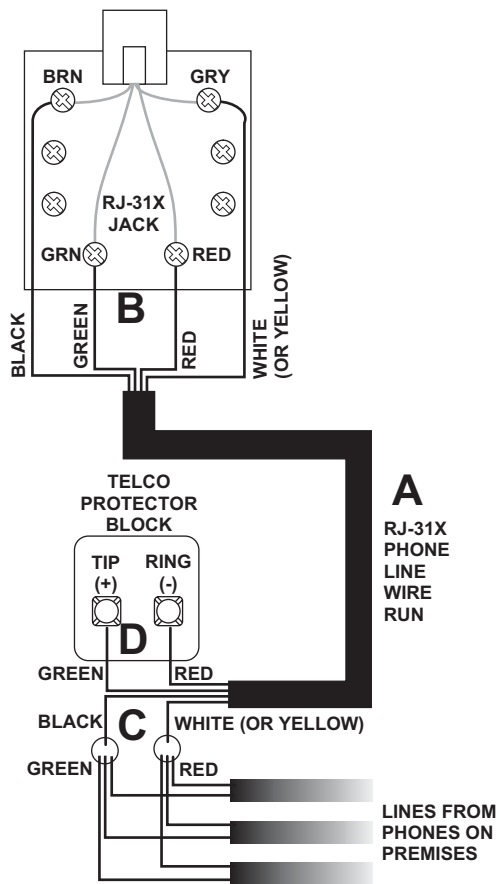 BRN
GRY
RJ-31X
JACK
GRN
RED
B
BLACK
GREEN
RED
WHITE
(OR YELLOW)
A
RJ-31X
PHONE
LINE
WIRE
RUN
TELCO
PROTECTOR
BLOCK
TIP
(+)
RING
(-)
D
GREEN
RED
BLACK
C
WHITE (OR YELLOW)
GREEN
RED
LINES FROM
PHONES ON
PREMISES